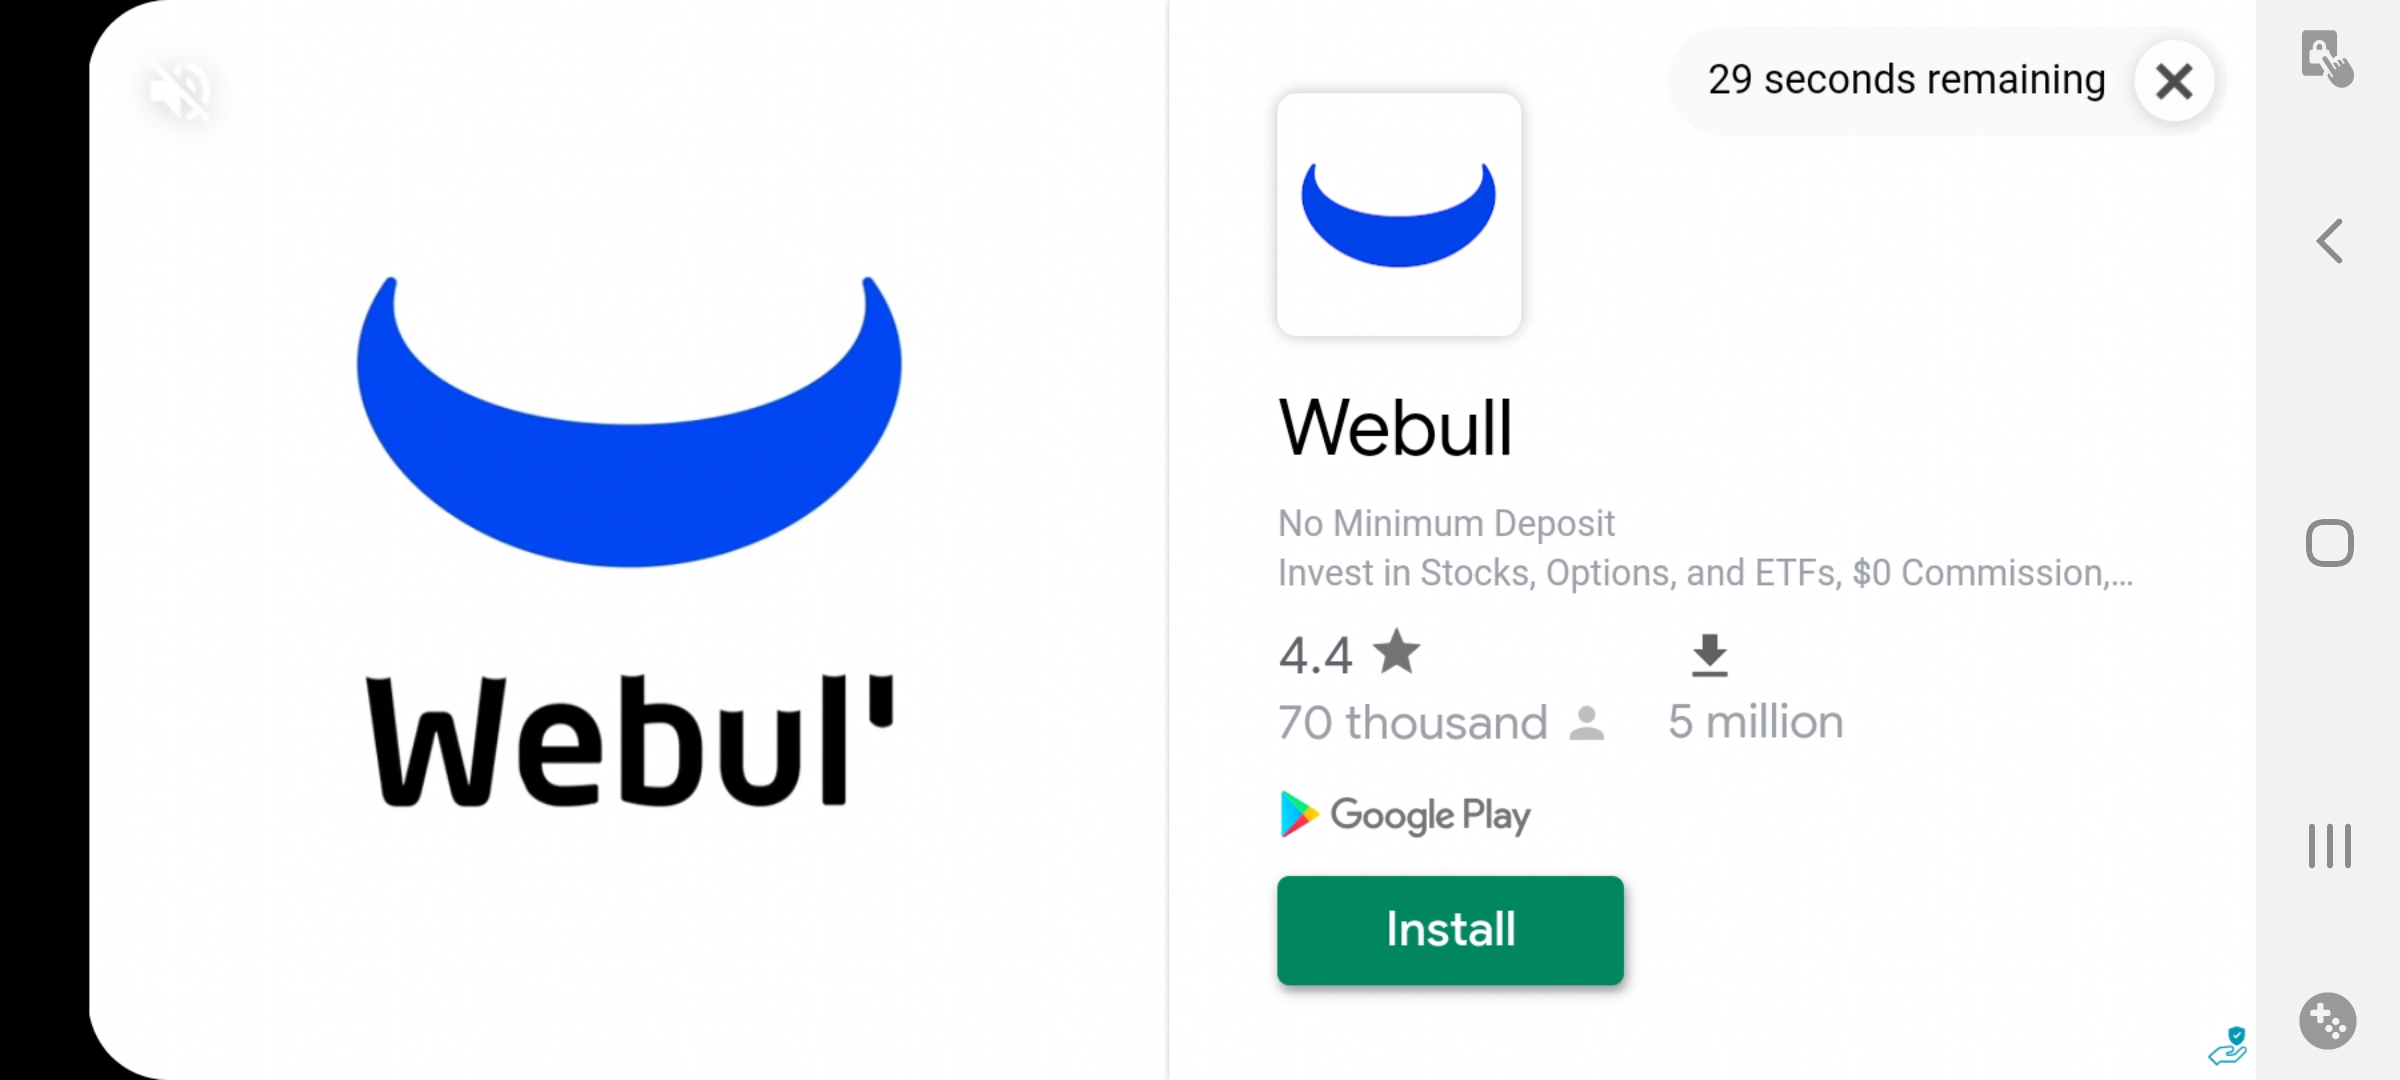 Webul'
29 seconds remaining
Webull
No Minimum Deposit
Invest in Stocks, Options, and ETFs, $0 Commission,...
4.4
70 thousand
5 million
Google Play
Install